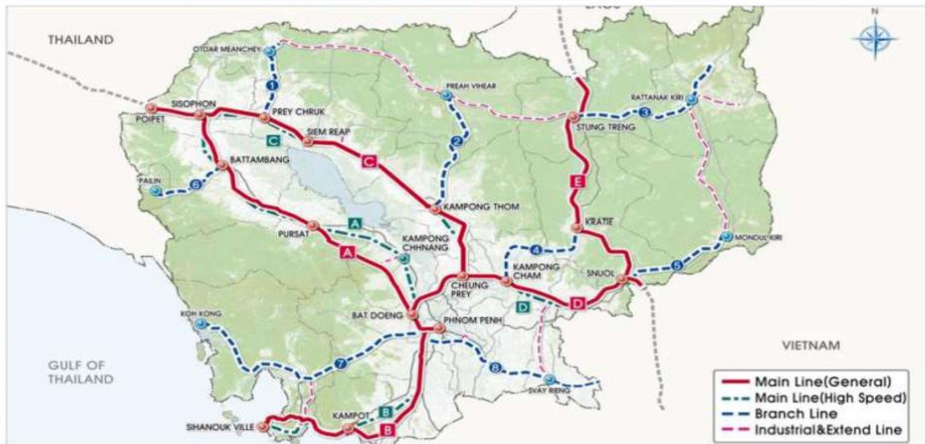 LAOS
THAILAND
N
OTDAR MEANCHEY
1
PREAH VIHEAR
RATTANAK KIRI
3
SISOPHON
POIPET
PREY CHRUK
STUNG TRENG
SIEM REAP
C
2
C
BATTAMBANG
E
PAILIN
6
KAMPONG THOM
PURSAT
A
KRATIE
A
KAMPONG
CHHNANG
4
MONDUL KIRI
5
CHEUNG
PREY
KAMPONG
CHAM
SNUOL
D
D
BAT DOENG
PHNOM PENH
KOH KONG
VIETNAM
GULF OF
THAILAND
7
8
SVAY RIENG
SIHANOUK VILLE
KAMPOT
B
B
Main Line(General)
Main Line(High Speed)
Branch Line
Industrial&Extend Line